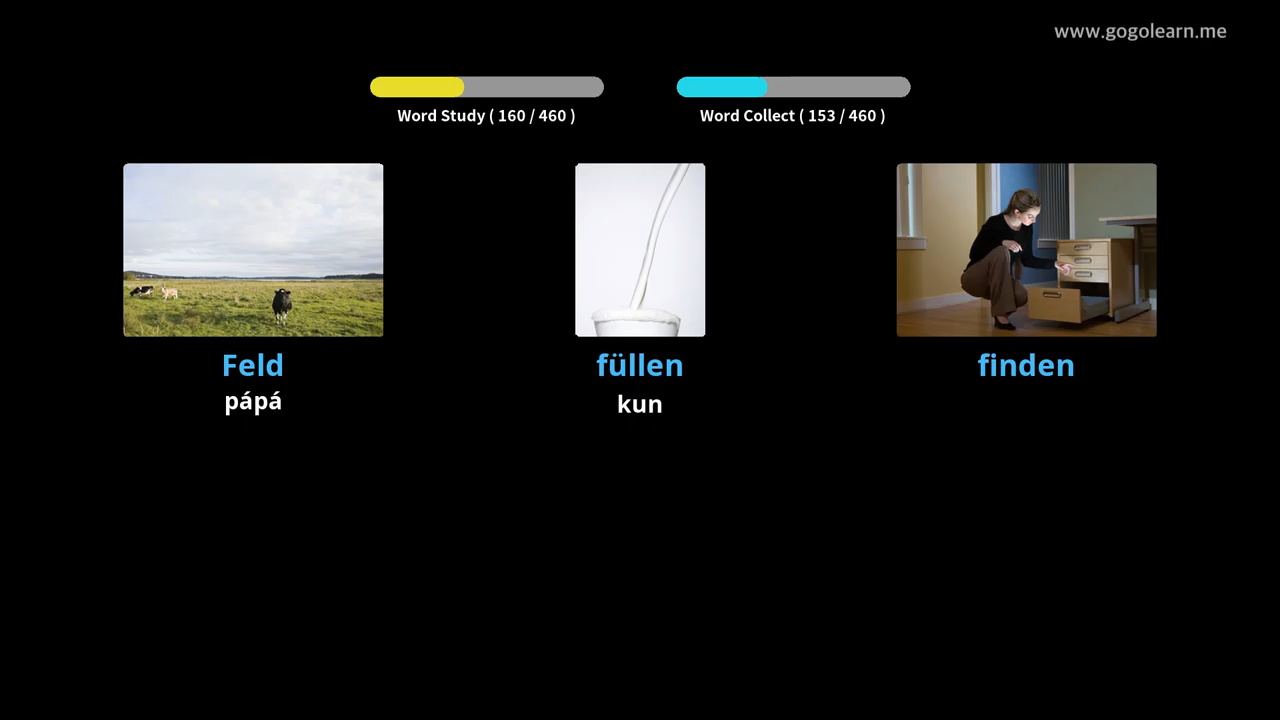 www.gogolearn.me
Word Study ( 160 / 460 )
Word Collect ( 153 / 460 )
Feld
füllen
finden
pápá
kun